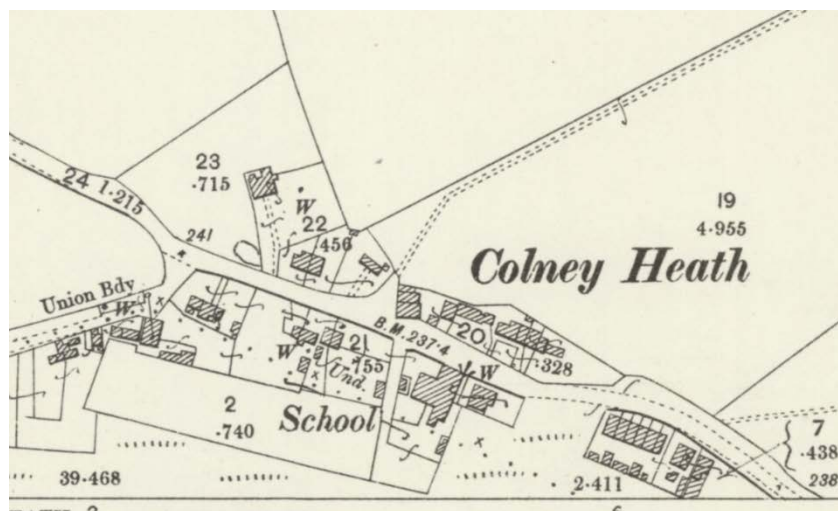 23
·715
24 1·215
W
22
·456
241
19
4·955
Colney Heath
Union Bdy
W
B.M. 237·4
20
·328
21
·755
W
Und.
W
2
·740
School
7
·438
39·468
2·411
238